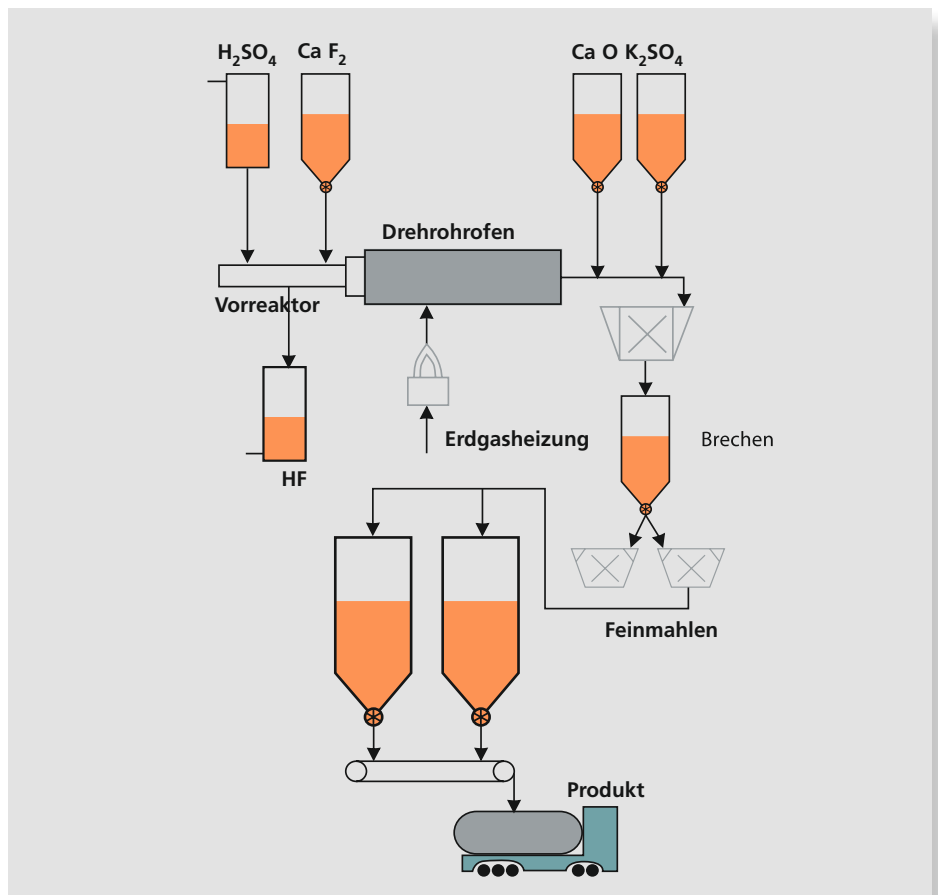 H₂SO₄ Ca F₂ Ca O K₂SO₄
Drehrohrofen
Vorreaktor
Erdgasheizung
Brechen
HF
Feinmahlen
Produkt